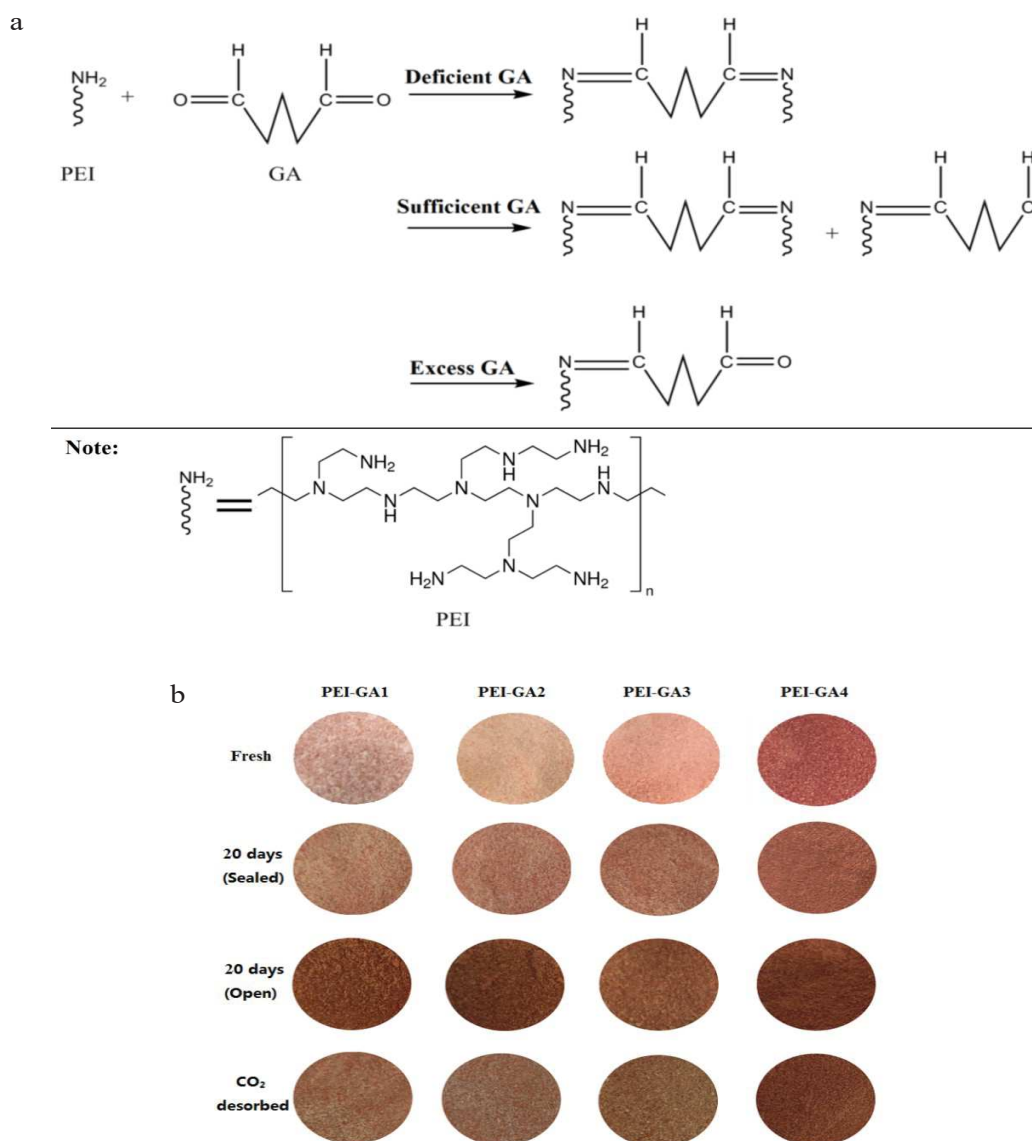 a
NH2
PEI
+
O
H
C
H
C
O
GA
Deficient GA
N
H
C
H
C
N
Sufficicent GA
N
H
C
H
C
N
+
N
H
C
H
C
Excess GA
N
H
C
H
C
O
Note:
NH2
NH2
N
N
H
N
N
H
NH2
N
H
N
N
H2N
NH2
n
PEI
b
PEI-GA1 PEI-GA2 PEI-GA3 PEI-GA4
Fresh
20 days
(Sealed)
20 days
(Open)
CO2
desorbed